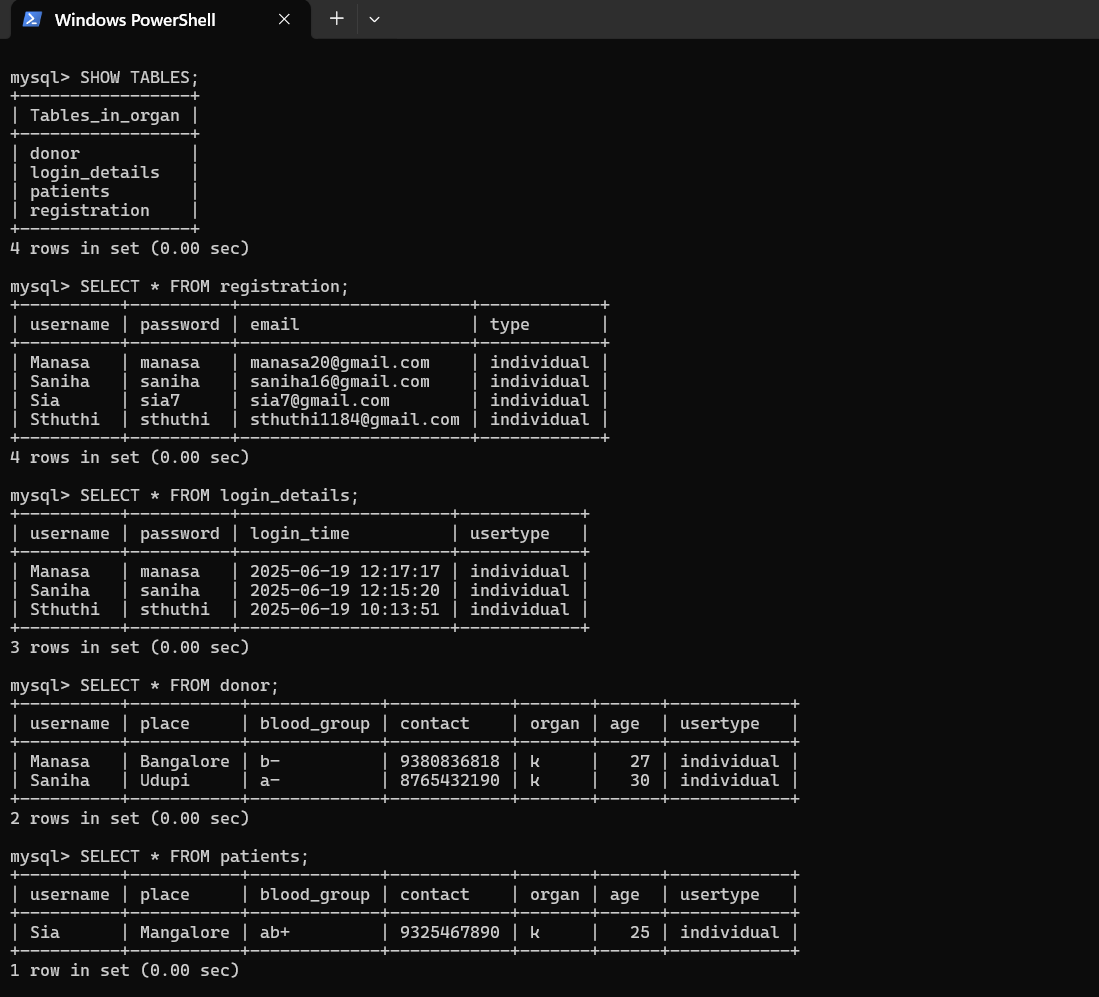 Windows PowerShell
mysql> SHOW TABLES;
+-----------------+
| Tables_in_organ |
+-----------------+
| donor           |
| login_details   |
| patients        |
| registration    |
+-----------------+
4 rows in set (0.00 sec)
mysql> SELECT * FROM registration;
+----------+----------+-----------------------+------------+
| username | password | email                 | type       |
+----------+----------+-----------------------+------------+
| Manasa   | manasa   | manasa20@gmail.com    | individual |
| Saniha   | saniha   | saniha16@gmail.com    | individual |
| Sia      | sia7     | sia7@gmail.com        | individual |
| Sthuthi  | sthuthi  | sthuthi1184@gmail.com | individual |
+----------+----------+-----------------------+------------+
4 rows in set (0.00 sec)
mysql> SELECT * FROM login_details;
+----------+----------+---------------------+------------+
| username | password | login_time          | usertype   |
+----------+----------+---------------------+------------+
| Manasa   | manasa   | 2025-06-19 12:17:17 | individual |
| Saniha   | saniha   | 2025-06-19 12:15:20 | individual |
| Sthuthi  | sthuthi  | 2025-06-19 10:13:51 | individual |
+----------+----------+---------------------+------------+
3 rows in set (0.00 sec)
mysql> SELECT * FROM donor;
+----------+-----------+-------------+------------+-------+------+------------+
| username | place     | blood_group | contact    | organ | age  | usertype   |
+----------+-----------+-------------+------------+-------+------+------------+
| Manasa   | Bangalore | b-          | 9380836818 | k     |   27 | individual |
| Saniha   | Udupi     | a-          | 8765432190 | k     |   30 | individual |
+----------+-----------+-------------+------------+-------+------+------------+
2 rows in set (0.00 sec)
mysql> SELECT * FROM patients;
+----------+-----------+-------------+------------+-------+------+------------+
| username | place     | blood_group | contact    | organ | age  | usertype   |
+----------+-----------+-------------+------------+-------+------+------------+
| Sia      | Mangalore | ab+         | 9325467890 | k     |   25 | individual |
+----------+-----------+-------------+------------+-------+------+------------+
1 row in set (0.00 sec)